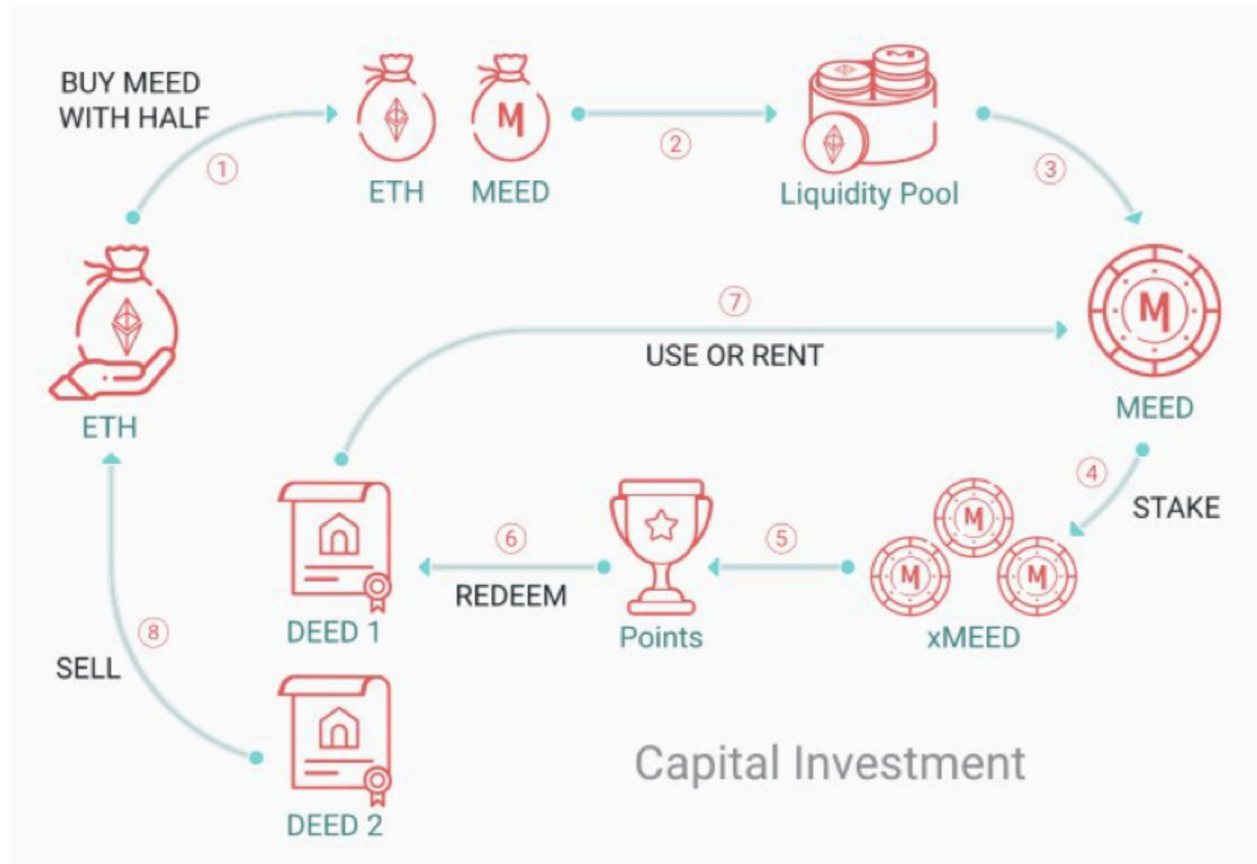 BUY MEED
WITH HALF
1
ETH
M
MEED
2
Liquidity Pool
3
ETH
7
USE OR RENT
M
MEED
4
STAKE
M
M
M
xMEED
5
Points
6
REDEEM
DEED 1
8
SELL
DEED 2
Capital Investment